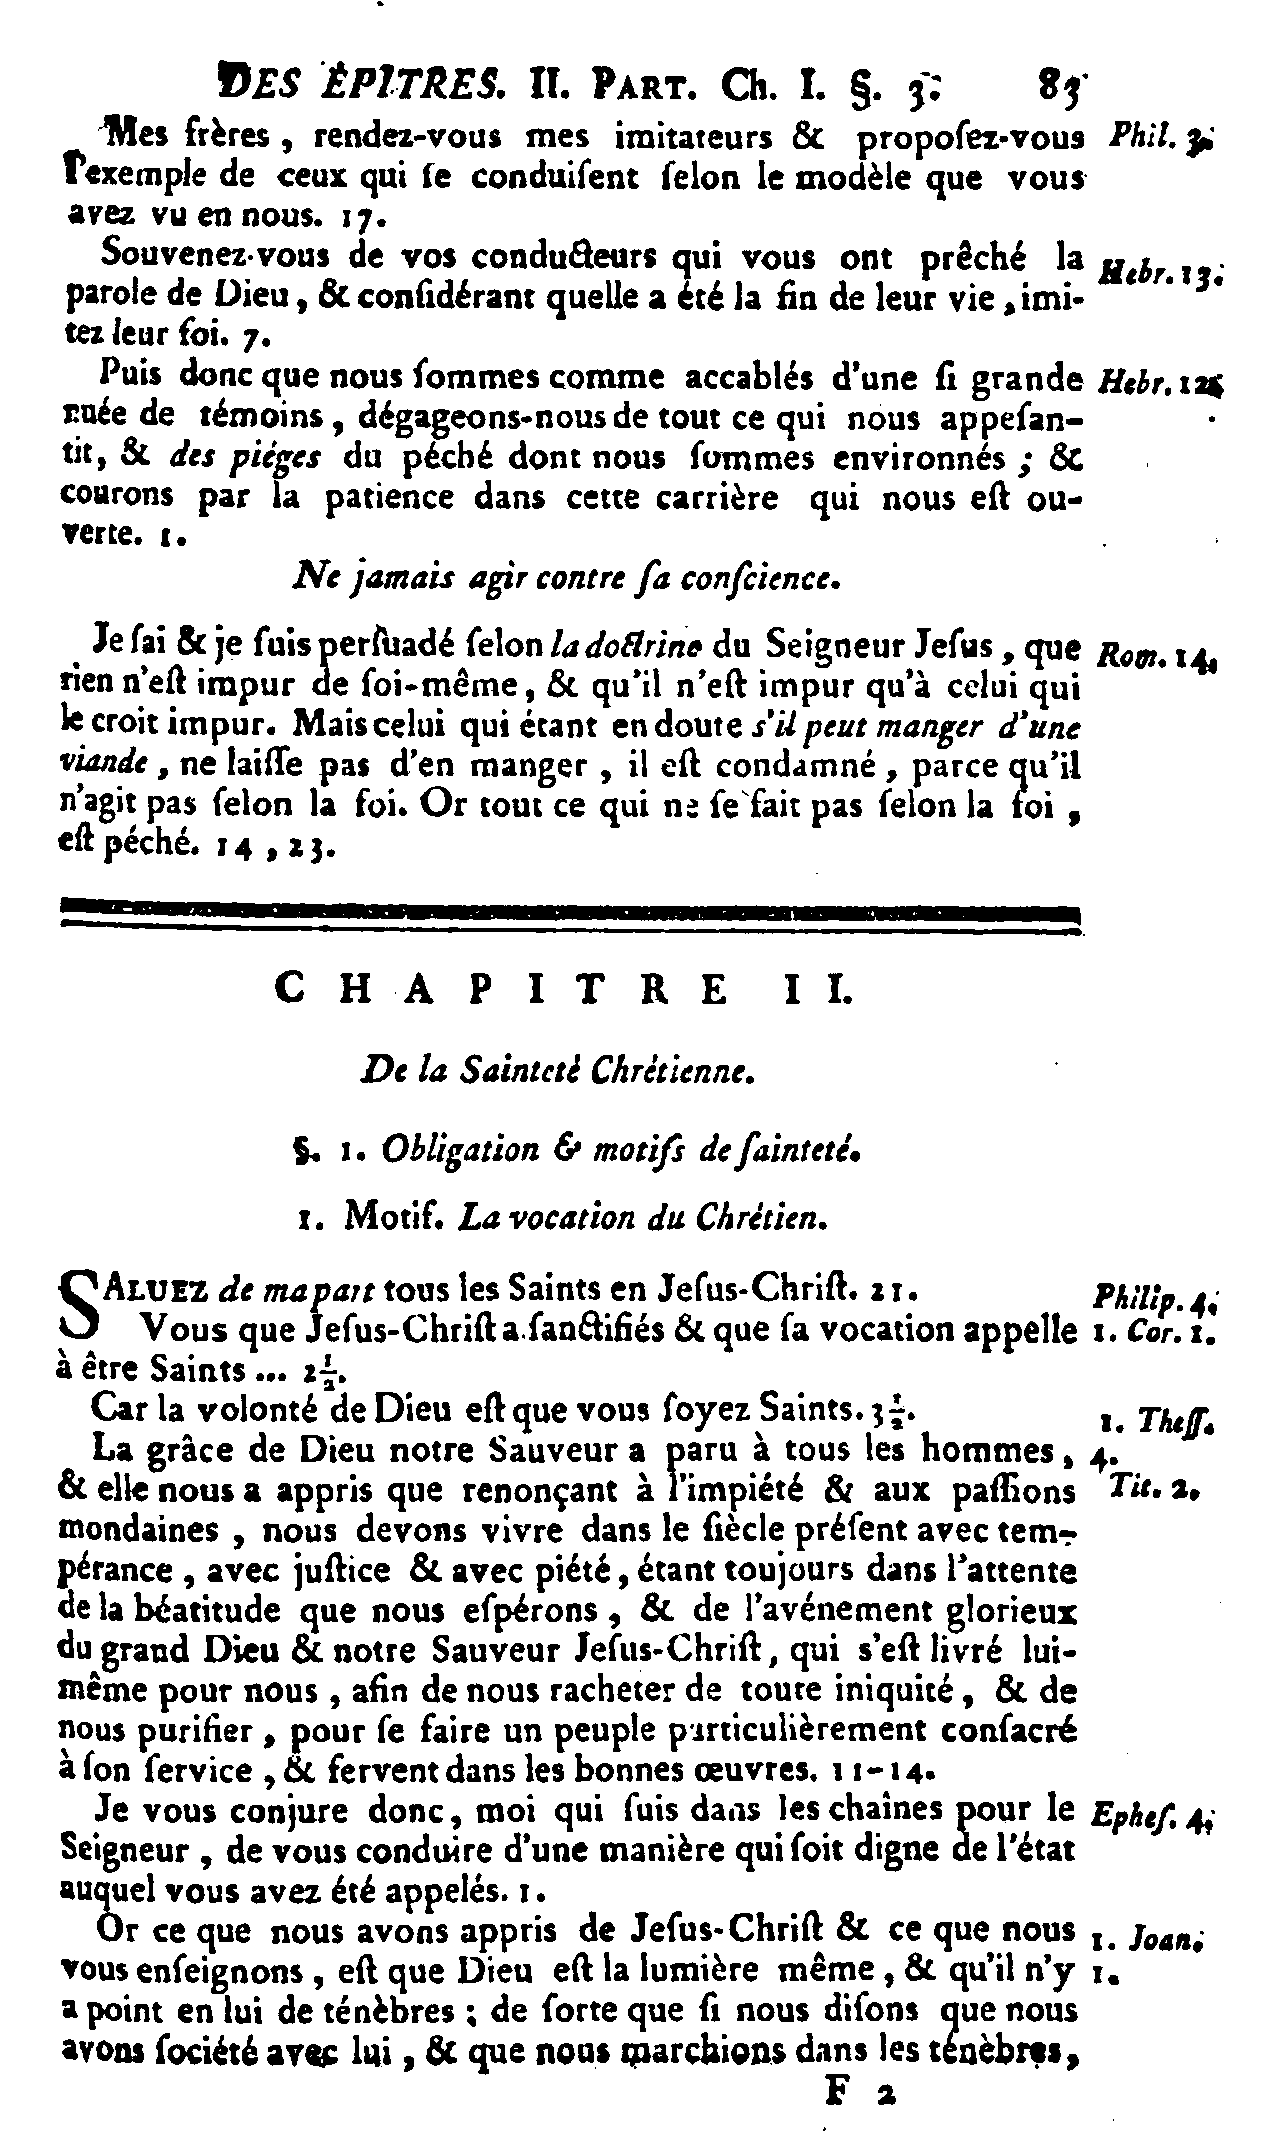 DES ÉPITRES. II. PART. Ch. I. §. 3. 83
Mes frères, rendez-vous mes imitateurs & propoſez-vous Phil. 3.
l'exemple de ceux qui ſe conduiſent ſelon le modèle que vous
avez vu en nous. 17.
Souvenez-vous de vos conducteurs qui vous ont prêché la Hebr. 13.
parole de Dieu, & conſidérant quelle a été la fin de leur vie, imi-
tez leur foi. 7.
Puis donc que nous ſommes comme accablés d'une ſi grande Hebr. 12.
nuée de témoins, dégageons-nous de tout ce qui nous appeſan-
tit, & des piéges du péché dont nous ſommes environnés ; &
courons par la patience dans cette carrière qui nous eſt ou-
verte. 1.
Ne jamais agir contre ſa conſcience.
Je ſai & je ſuis perſuadé ſelon la doctrine du Seigneur Jeſus, que Rom. 14.
rien n'eſt impur de ſoi-même, & qu'il n'eſt impur qu'à celui qui
le croit impur. Mais celui qui étant en doute s'il peut manger d'une
viande, ne laiſſe pas d'en manger, il eſt condamné, parce qu'il
n'agit pas ſelon la foi. Or tout ce qui ne ſe fait pas ſelon la foi,
eſt péché. 14, 23.
CHAPITRE II.
De la Sainteté Chrétienne.
§. 1. Obligation & motifs de ſainteté.
1. Motif. La vocation du Chrétien.
SALUEZ de ma part tous les Saints en Jeſus-Chriſt. 21. Philip. 4.
Vous que Jeſus-Chriſt a ſanctifiés & que ſa vocation appelle 1. Cor. 1.
à être Saints ... 2½.
Car la volonté de Dieu eſt que vous ſoyez Saints. 3½. 1. Theſſ.
La grâce de Dieu notre Sauveur a paru à tous les hommes, 4.
& elle nous a appris que renonçant à l'impiété & aux paſſions Tit. 2.
mondaines, nous devons vivre dans le ſiècle préſent avec tem-
pérance, avec juſtice & avec piété, étant toujours dans l'attente
de la béatitude que nous eſpérons, & de l'avénement glorieux
du grand Dieu & notre Sauveur Jeſus-Chriſt, qui s'eſt livré lui-
même pour nous, afin de nous racheter de toute iniquité, & de
nous purifier, pour ſe faire un peuple particulièrement conſacré
à ſon ſervice, & fervent dans les bonnes œuvres. 11-14.
Je vous conjure donc, moi qui ſuis dans les chaînes pour le Epheſ. 4.
Seigneur, de vous conduire d'une manière qui ſoit digne de l'état
auquel vous avez été appelés. 1.
Or ce que nous avons appris de Jeſus-Chriſt & ce que nous 1. Joan.
vous enſeignons, eſt que Dieu eſt la lumière même, & qu'il n'y 1.
a point en lui de ténèbres ; de ſorte que ſi nous diſons que nous
avons ſociété avec lui, & que nous marchions dans les ténèbres,
F 2